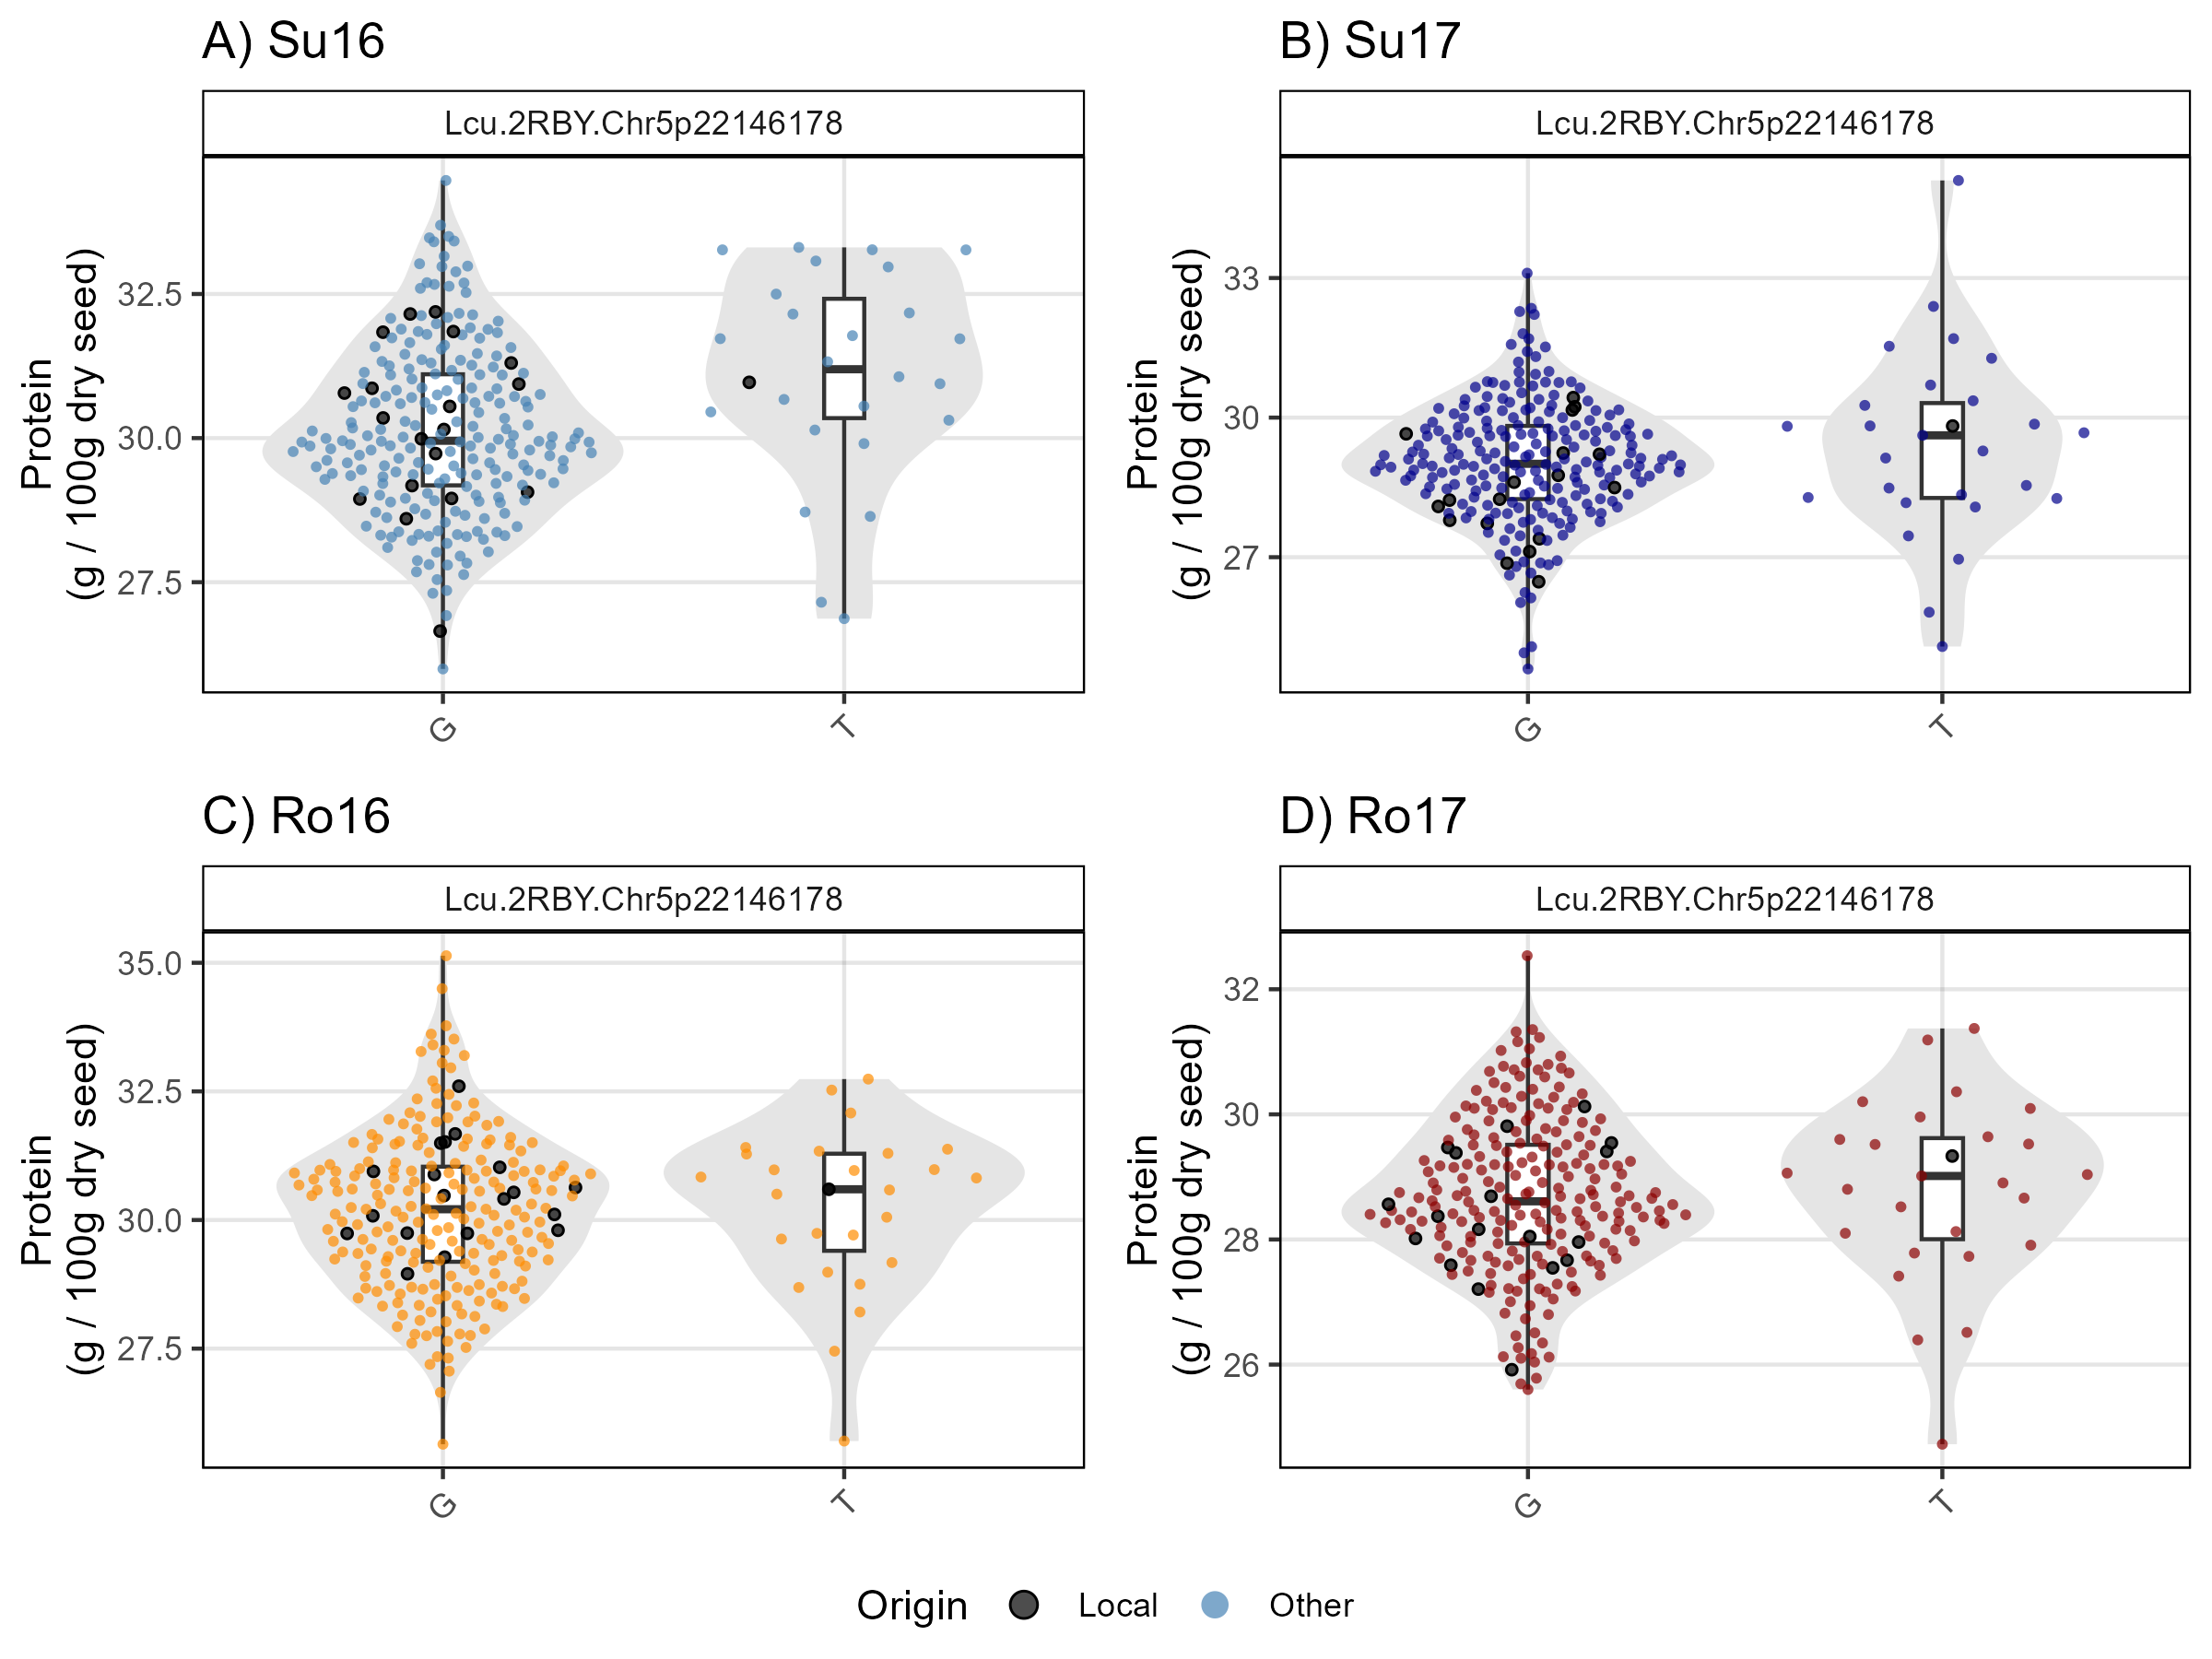 A) Su16
Lcu.2RBY.Chr5p22146178
Protein
(g / 100g dry seed)
32.5
30.0
27.5
G
T
B) Su17
Lcu.2RBY.Chr5p22146178
Protein
(g / 100g dry seed)
33
30
27
G
T
C) Ro16
Lcu.2RBY.Chr5p22146178
Protein
(g / 100g dry seed)
35.0
32.5
30.0
27.5
G
T
D) Ro17
Lcu.2RBY.Chr5p22146178
Protein
(g / 100g dry seed)
32
30
28
26
G
T
Origin Local Other